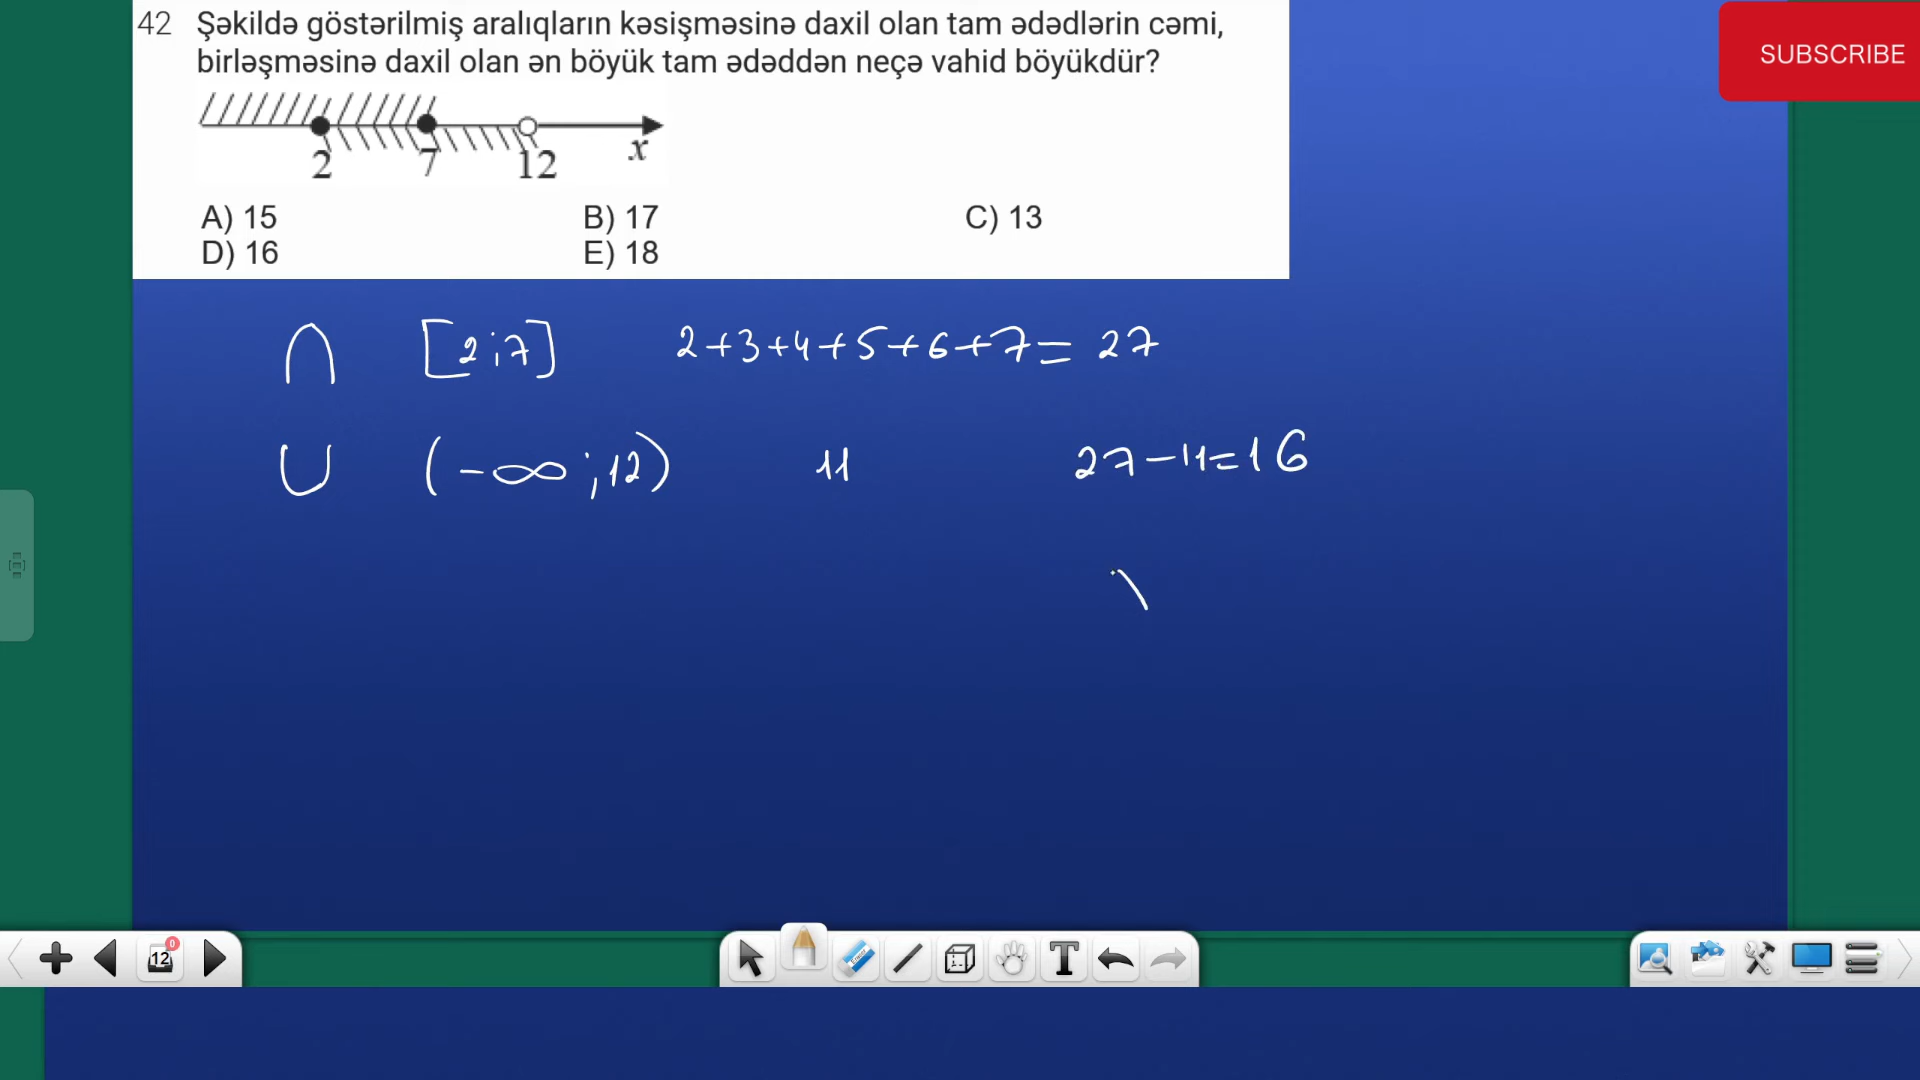 42 Şəkildə göstərilmiş aralıqların kəsişməsinə daxil olan tam ədədlərin cəmi,
birləşməsinə daxil olan ən böyük tam ədəddən neçə vahid böyükdür?
SUBSCRIBE
2 7 12 x
A) 15 B) 17 C) 13
D) 16 E) 18
∩ [2;7] 2+3+4+5+6+7=27
∪ (-∞;12) 11 27-11=16
12 0 T